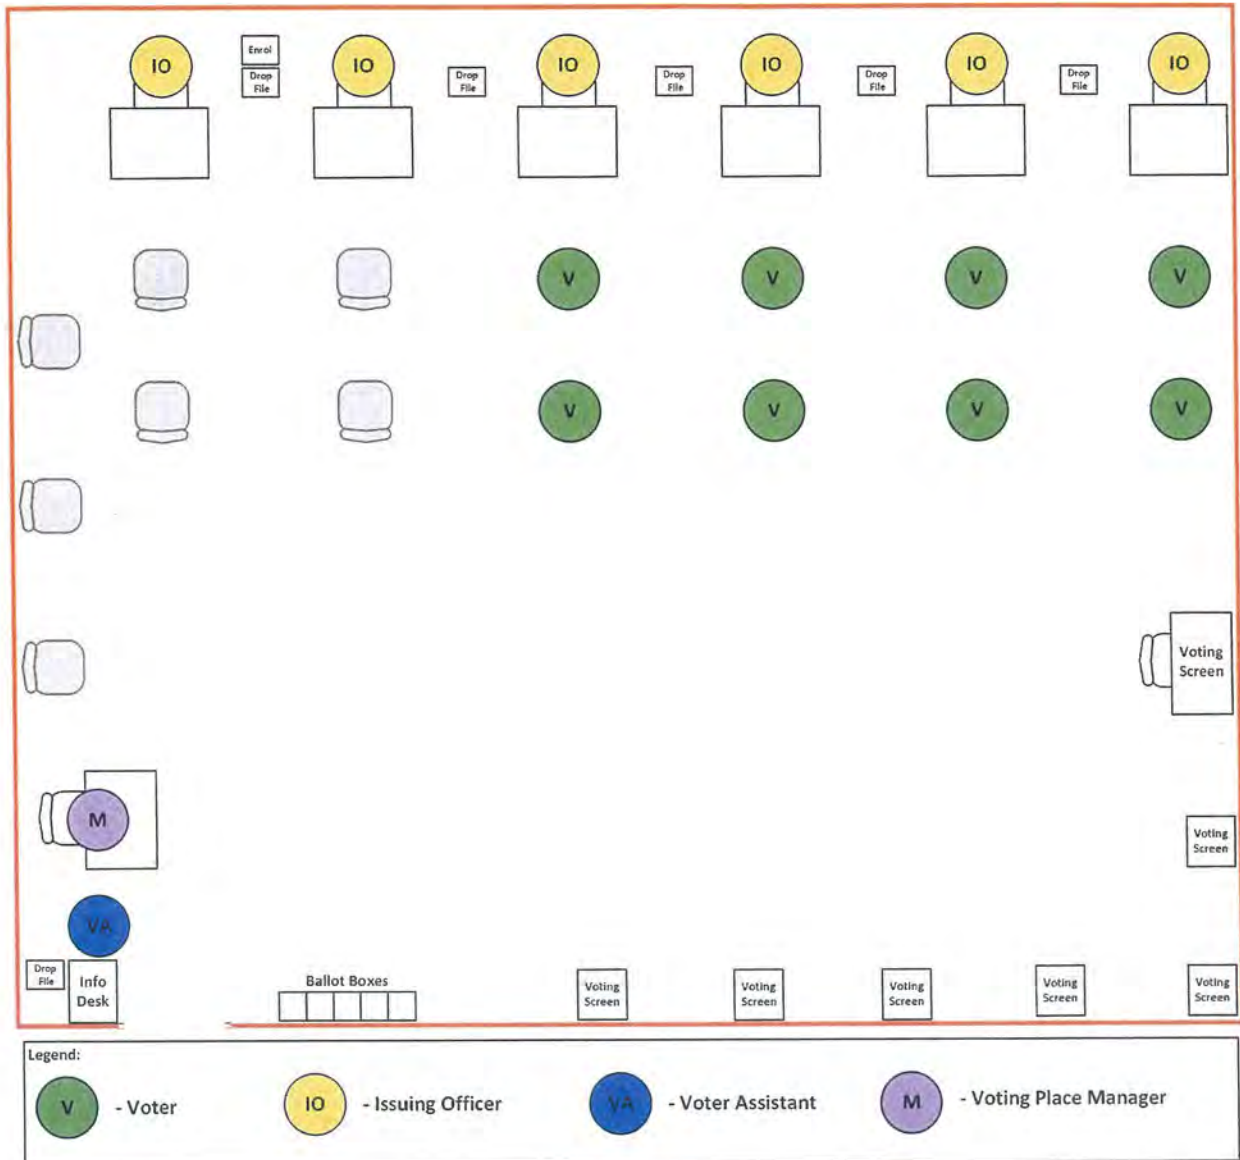 IO
Enrol
Drop
File
IO
Drop
File
IO
Drop
File
IO
Drop
File
IO
Drop
File
IO
V
V
V
V
V
V
V
V
Voting
Screen
M
Voting
Screen
VA
Drop
File
Info
Desk
Ballot Boxes
Voting
Screen
Voting
Screen
Voting
Screen
Voting
Screen
Voting
Screen
Legend:
V - Voter
IO - Issuing Officer
VA - Voter Assistant
M - Voting Place Manager